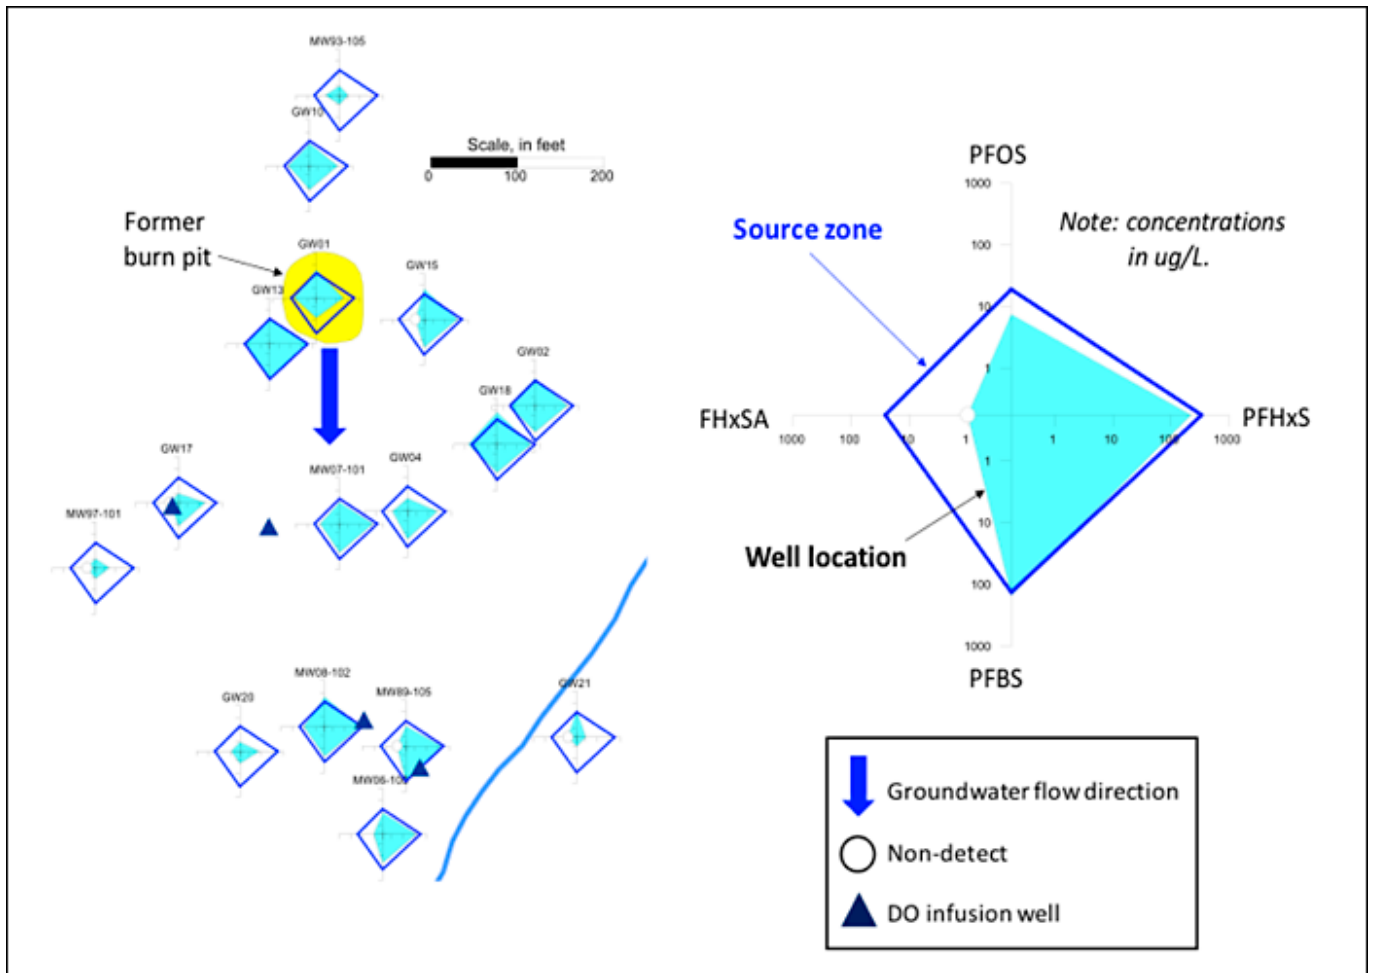 MW93-105
GW10
Scale, in feet
0 100 200
Former
burn pit
GW01
GW13
GW15
GW02
GW18
GW17
MW07-101
GW04
MW97-101
MW08-102
GW20
MW89-105
GW21
PFOS
1000
100
10
1
Source zone
Note: concentrations
in ug/L.
FHxSA
1000 100 10 1
1 100 1000
PFHxS
1
10
100
1000
PFBS
Well location
Groundwater flow direction
Non-detect
DO infusion well